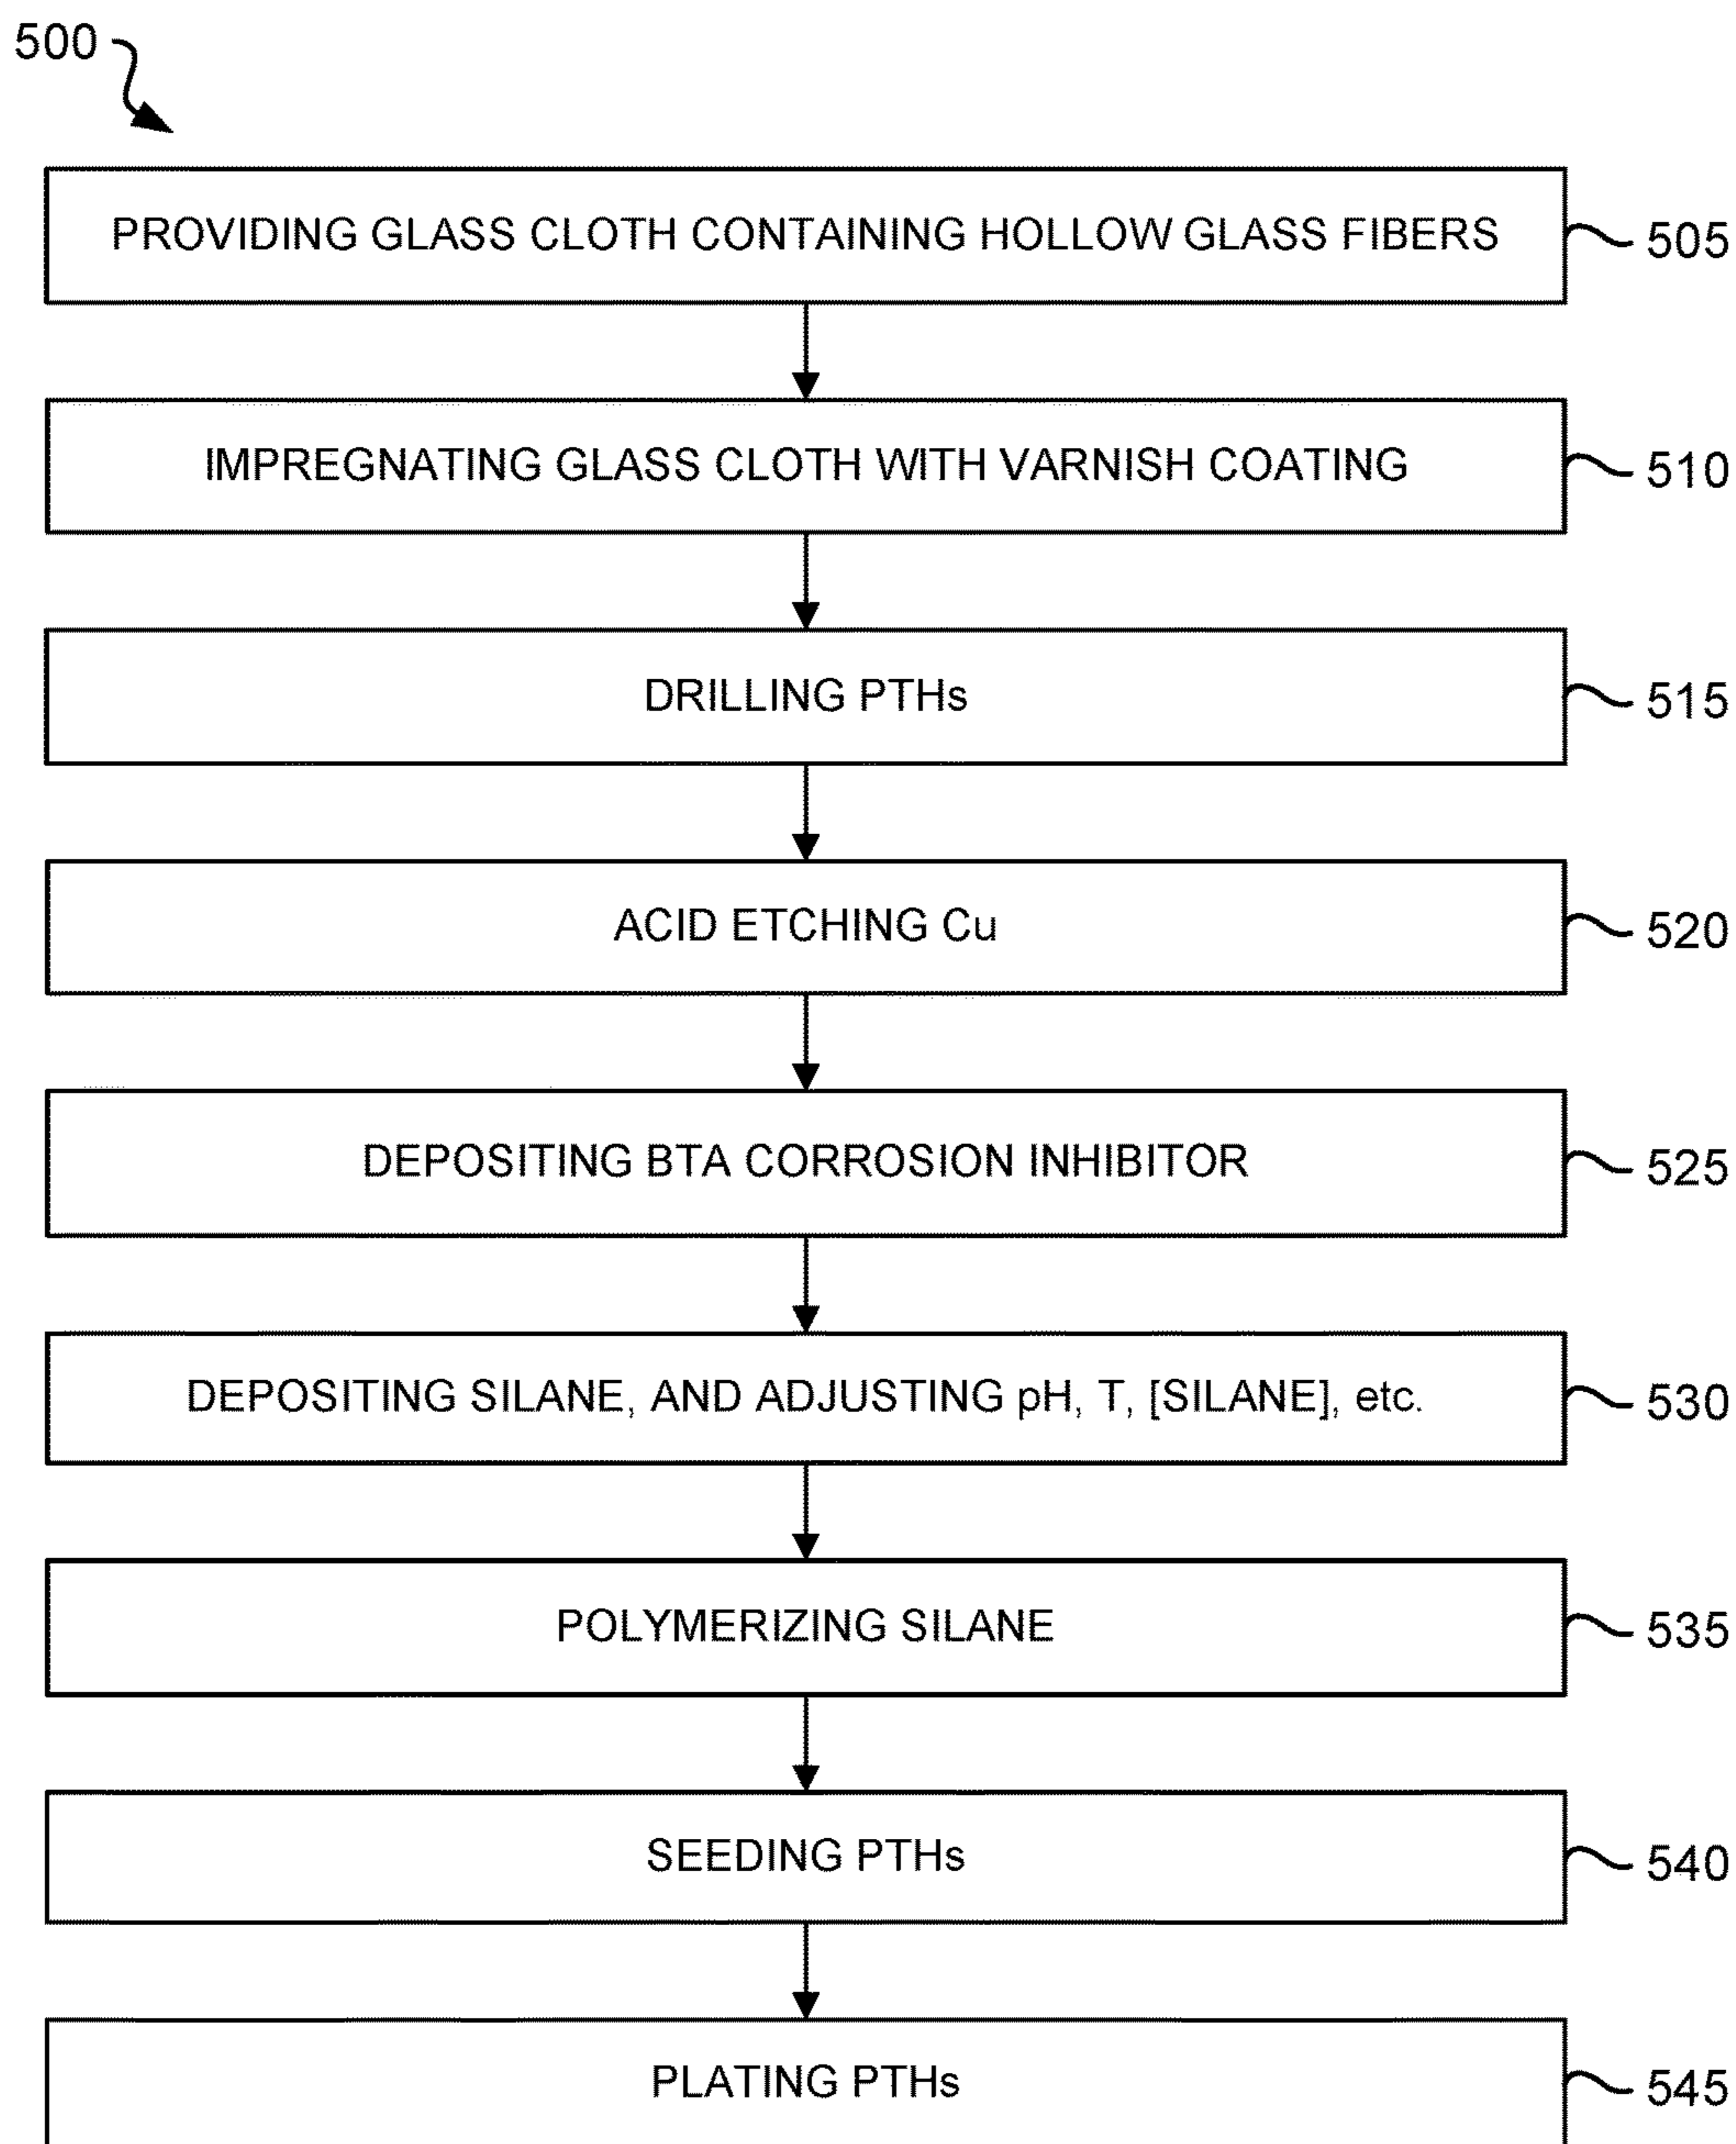 500
PROVIDING GLASS CLOTH CONTAINING HOLLOW GLASS FIBERS
505
IMPREGNATING GLASS CLOTH WITH VARNISH COATING
510
DRILLING PTHs
515
ACID ETCHING Cu
520
DEPOSITING BTA CORROSION INHIBITOR
525
DEPOSITING SILANE, AND ADJUSTING pH, T, [SILANE], etc.
530
POLYMERIZING SILANE
535
SEEDING PTHs
540
PLATING PTHs
545